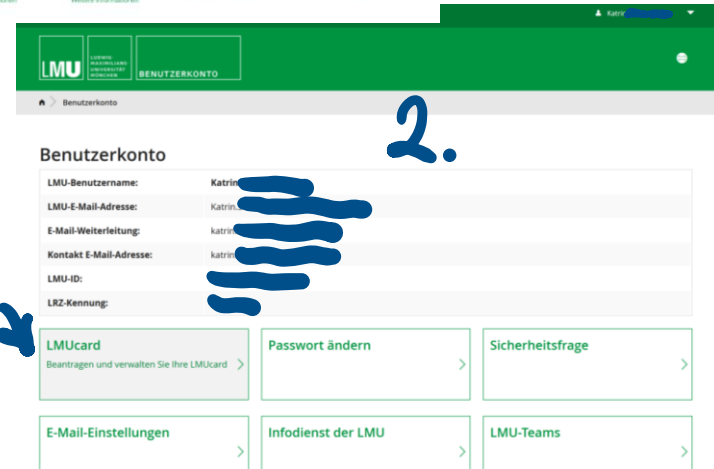 Weitere Informationen
Katrin
LMU
LUDWIG
MAXIMILIANS
UNIVERSITÄT
MÜNCHEN
BENUTZERKONTO
Benutzerkonto
2.
Benutzerkonto
LMU-Benutzername: Katrin
LMU-E-Mail-Adresse: Katrin.
E-Mail-Weiterleitung: katrin
Kontakt E-Mail-Adresse: katrin
LMU-ID:
LRZ-Kennung:
LMUcard
Beantragen und verwalten Sie Ihre LMUcard
Passwort ändern
Sicherheitsfrage
E-Mail-Einstellungen
Infodienst der LMU
LMU-Teams